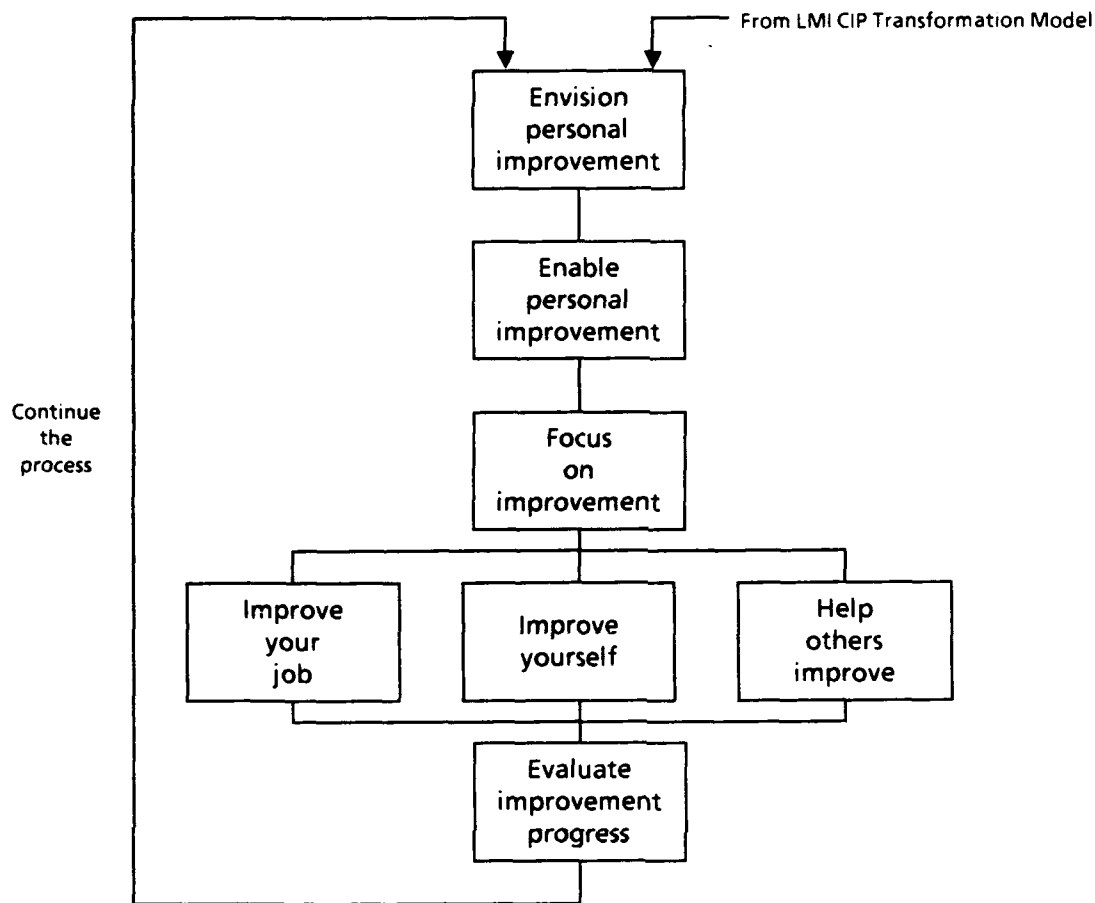 From LMI CIP Transformation Model
Envision
personal
improvement
Enable
personal
improvement
Continue
the
process
Focus
on
improvement
Improve
your
job
Improve
yourself
Help
others
improve
Evaluate
improvement
progress